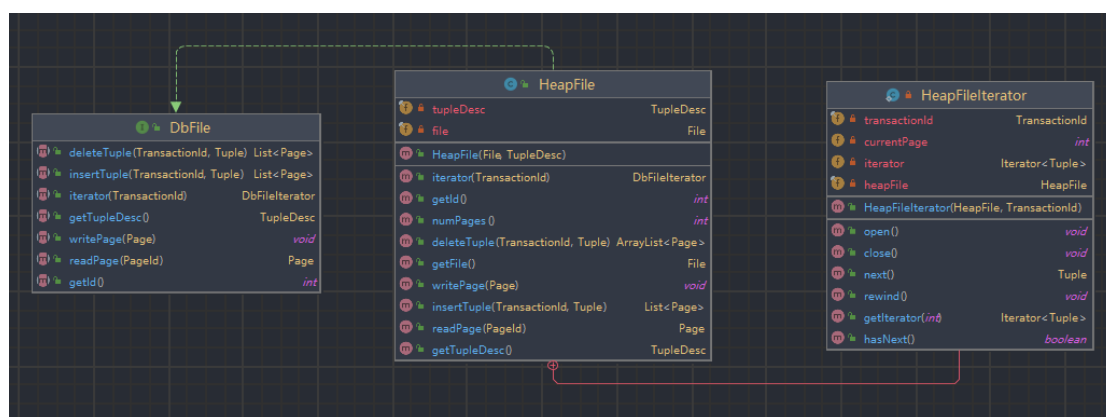 DbFile
deleteTuple(TransactionId, Tuple) List<Page>
insertTuple(TransactionId, Tuple) List<Page>
iterator(TransactionId) DbFileIterator
getTupleDesc() TupleDesc
writePage(Page) void
readPage(PageId) Page
getId() int
HeapFile
tupleDesc TupleDesc
file File
HeapFile(File, TupleDesc)
iterator(TransactionId) DbFileIterator
getId() int
numPages() int
deleteTuple(TransactionId, Tuple) ArrayList<Page>
getFile() File
writePage(Page) void
insertTuple(TransactionId, Tuple) List<Page>
readPage(PageId) Page
getTupleDesc() TupleDesc
HeapFileIterator
transactionId TransactionId
currentPage int
iterator Iterator<Tuple>
heapFile HeapFile
HeapFileIterator(HeapFile, TransactionId)
open() void
close() void
next() Tuple
rewind() void
getIterator(int) Iterator<Tuple>
hasNext() boolean